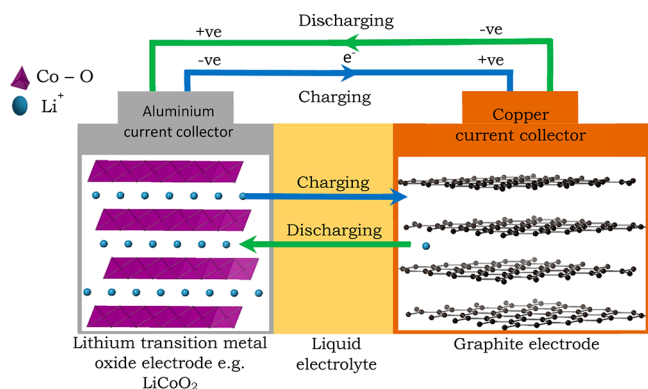 Discharging
+ve
-ve
-ve
e-
+ve
Charging
Co – O
Li+
Aluminium
current collector
Copper
current collector
Charging
Discharging
Lithium transition metal
oxide electrode e.g.
LiCoO₂
Liquid
electrolyte
Graphite electrode